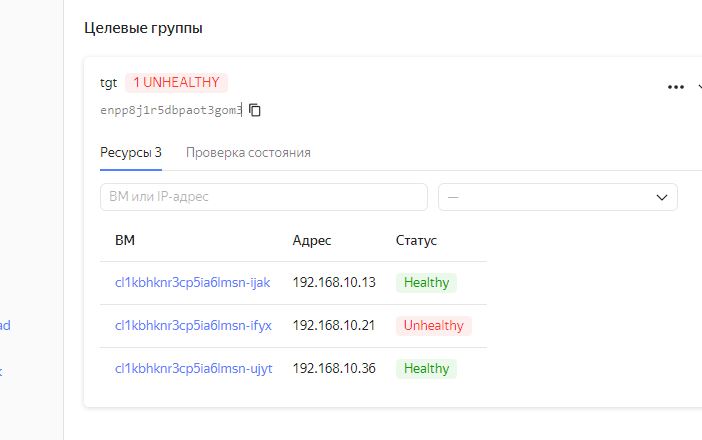 Целевые группы
tgt 1 UNHEALTHY
enpp8j1r5dbpaot3gom3
Ресурсы 3 Проверка состояния
ВМ или IP-адрес —
ВМ Адрес Статус
cl1kbhknr3cp5ia6lmsn-ijak 192.168.10.13 Healthy
ad
cl1kbhknr3cp5ia6lmsn-ifyx 192.168.10.21 Unhealthy
cl1kbhknr3cp5ia6lmsn-ujyt 192.168.10.36 Healthy